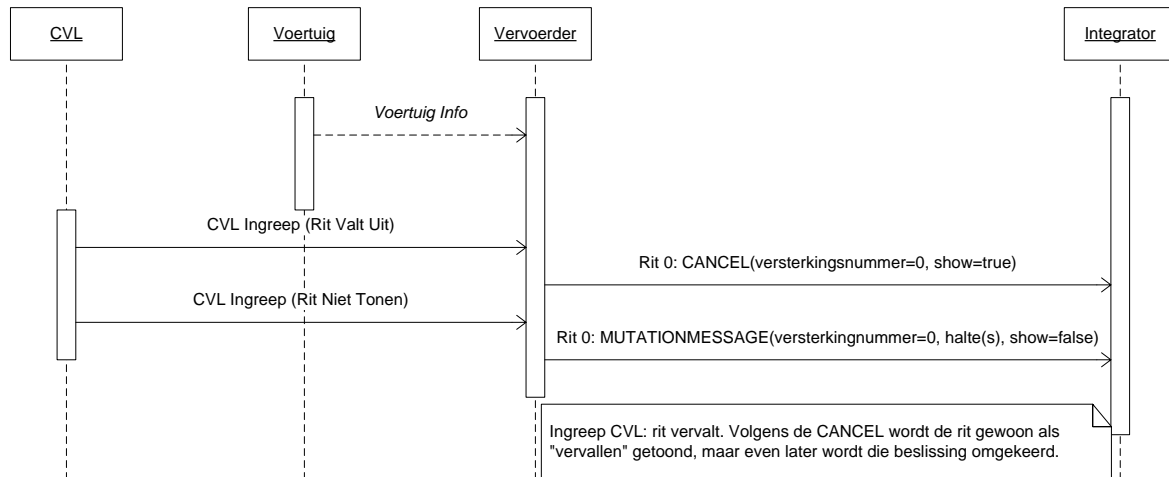 CVL
Voertuig
Vervoerder
Integrator
Voertuig Info
CVL Ingreep (Rit Valt Uit)
Rit 0: CANCEL(versterkingsnummer=0, show=true)
CVL Ingreep (Rit Niet Tonen)
Rit 0: MUTATIONMESSAGE(versterkingnummer=0, halte(s), show=false)
Ingreep CVL: rit vervalt. Volgens de CANCEL wordt de rit gewoon als
"vervallen" getoond, maar even later wordt die beslissing omgekeerd.